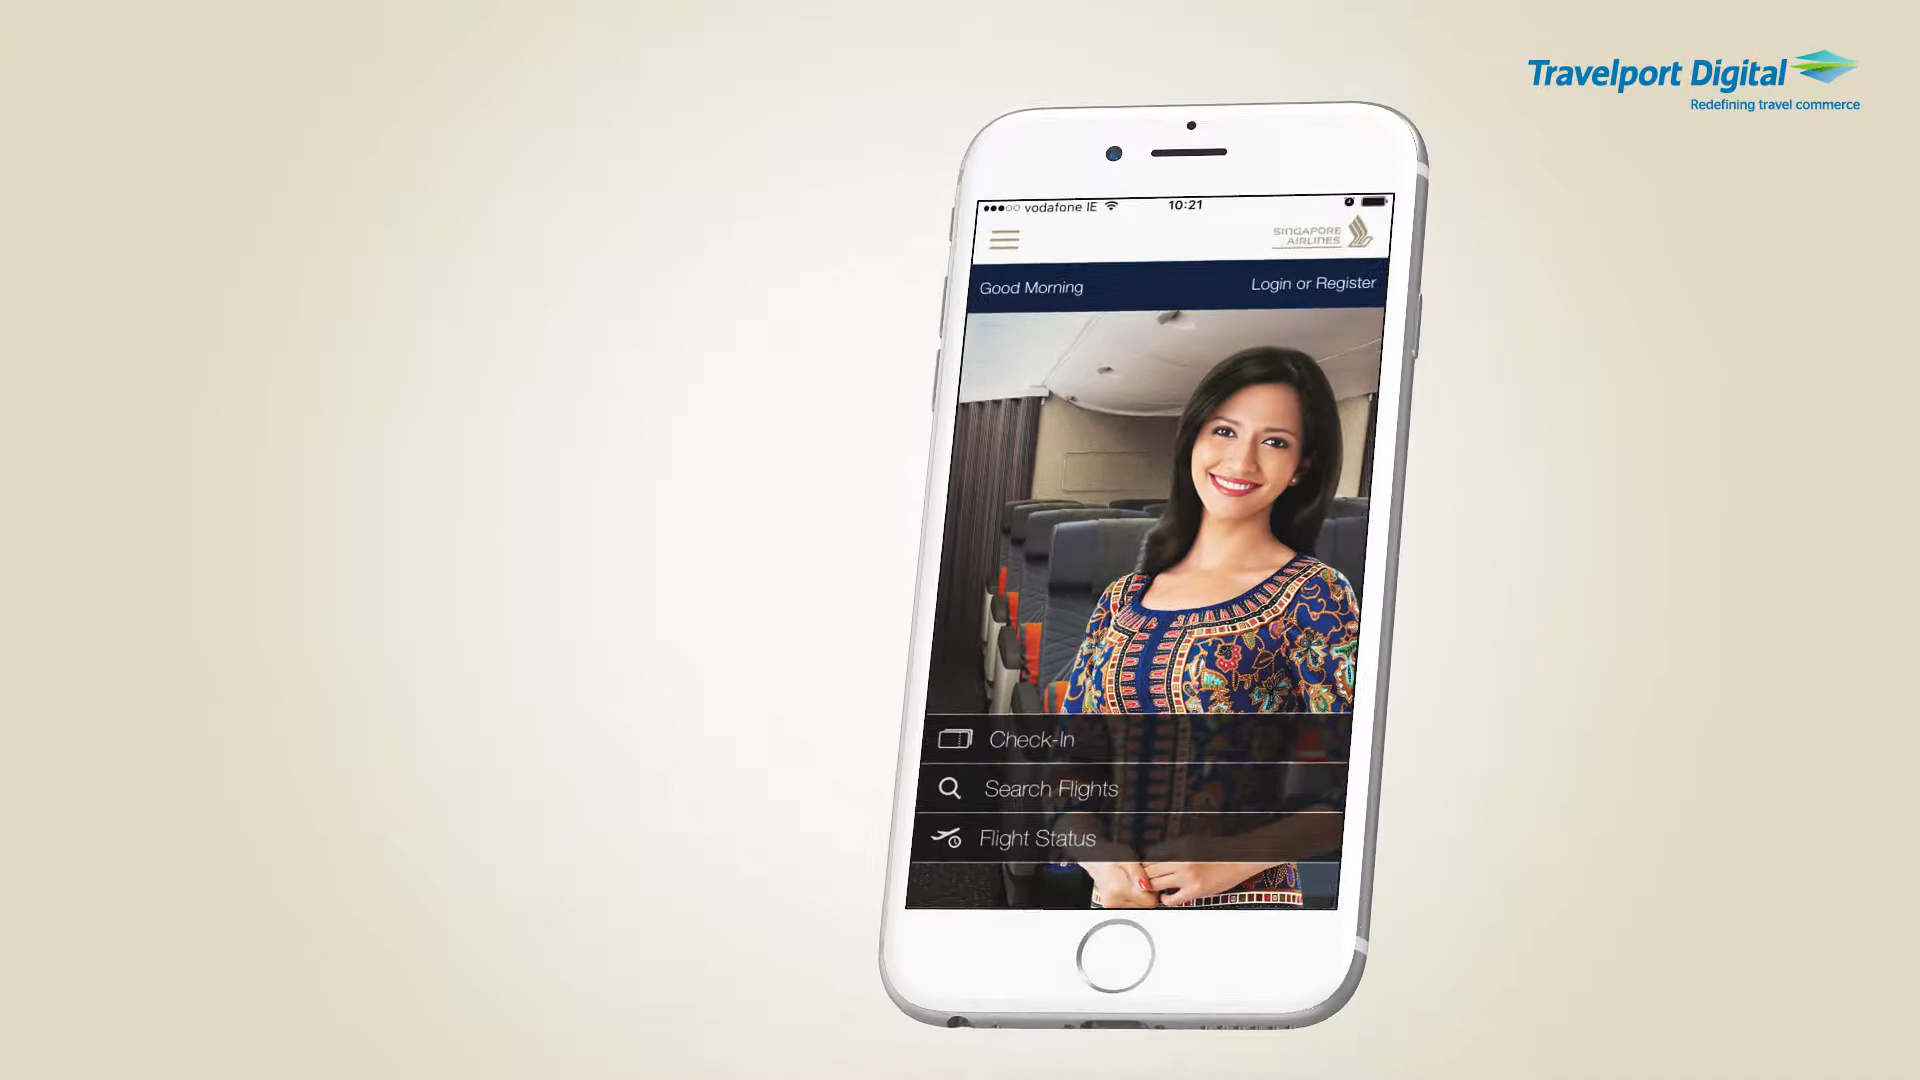 Travelport Digital
Redefining travel commerce
vodafone IE
10:21
SINGAPORE
AIRLINES
Good Morning
Login or Register
Check-In
Search Flights
Flight Status